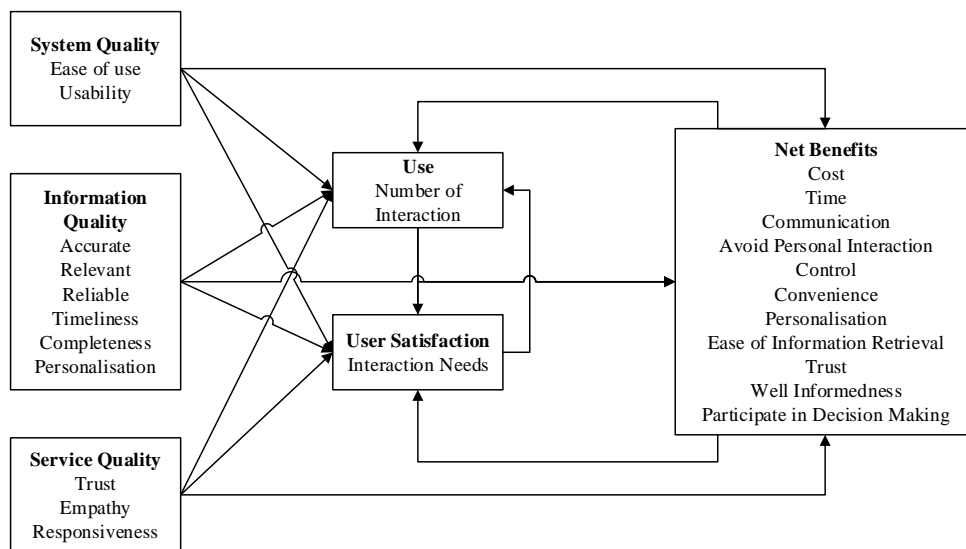 System Quality
Ease of use
Usability
Information
Quality
Accurate
Relevant
Reliable
Timeliness
Completeness
Personalisation
Service Quality
Trust
Empathy
Responsiveness
Use
Number of
Interaction
User Satisfaction
Interaction Needs
Net Benefits
Cost
Time
Communication
Avoid Personal Interaction
Control
Convenience
Personalisation
Ease of Information Retrieval
Trust
Well Informedness
Participate in Decision Making